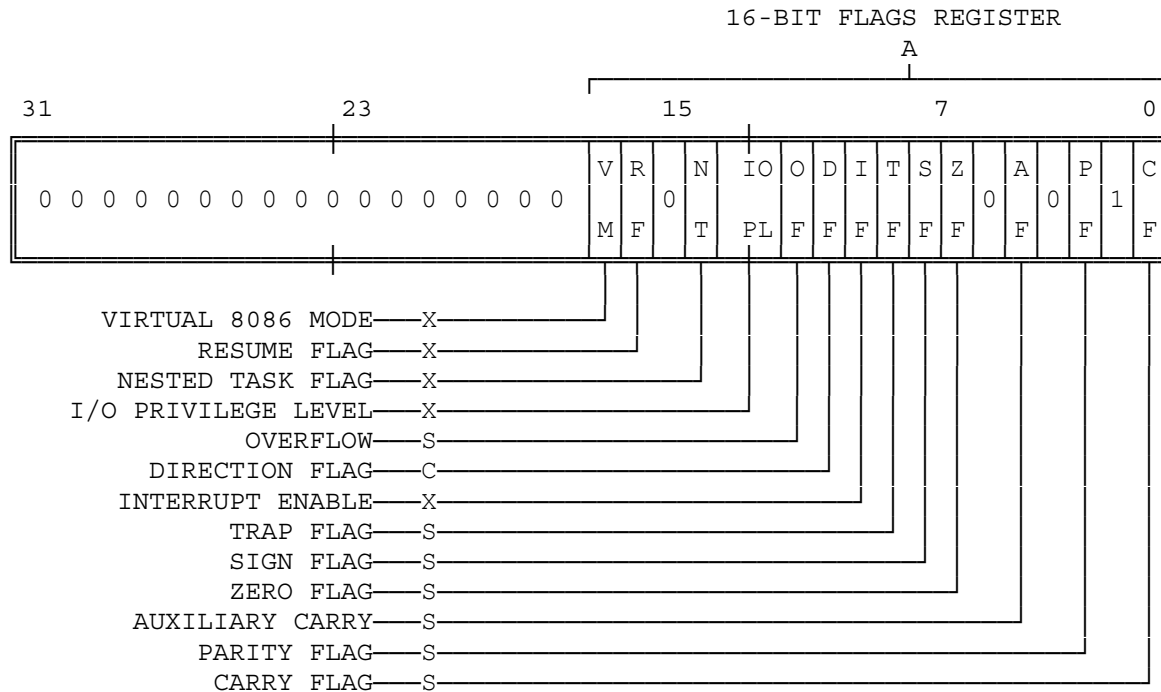 16-BIT FLAGS REGISTER
A
31 23 15 7 0
V R N IO O D I T S Z A P C
0 0 0 0 0 0 0 0 0 0 0 0 0 0 0 0 0 0 0 0 1
M F T PL F F F F F F F F F
VIRTUAL 8086 MODE X
RESUME FLAG X
NESTED TASK FLAG X
I/O PRIVILEGE LEVEL X
OVERFLOW S
DIRECTION FLAG C
INTERRUPT ENABLE X
TRAP FLAG S
SIGN FLAG S
ZERO FLAG S
AUXILIARY CARRY S
PARITY FLAG S
CARRY FLAG S